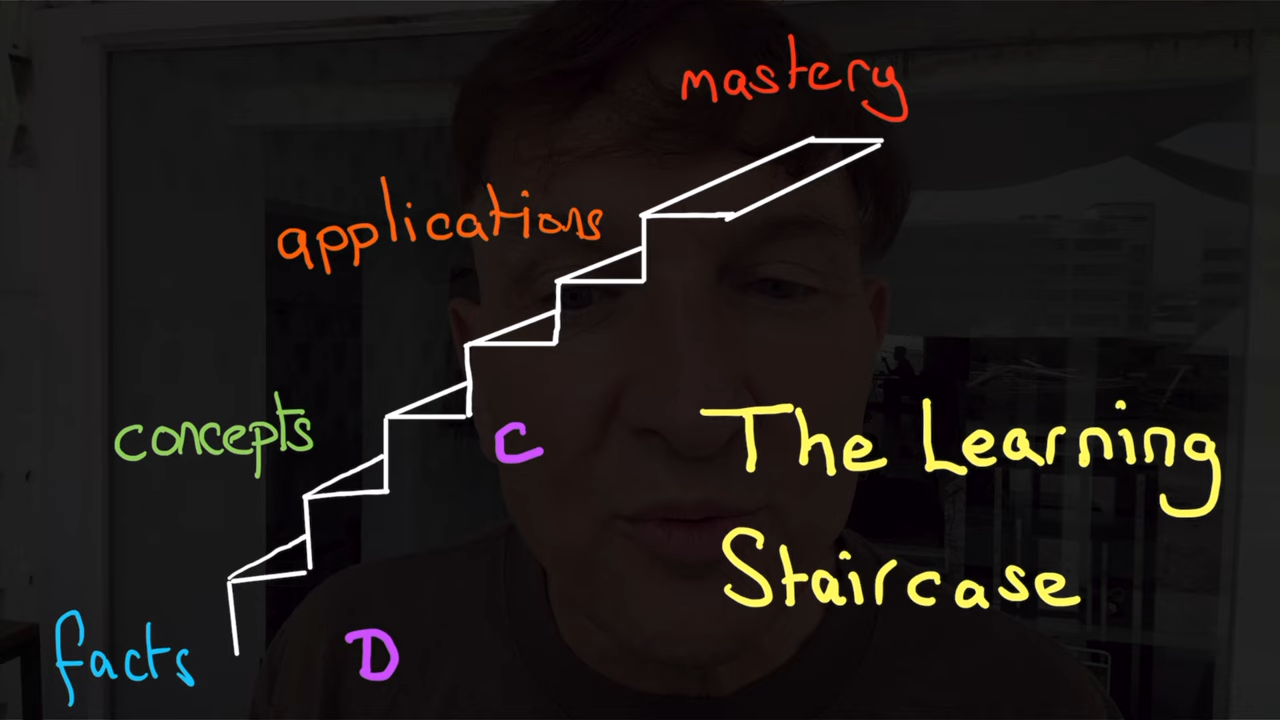 mastery
applications
concepts
C
The Learning
Staircase
facts
D